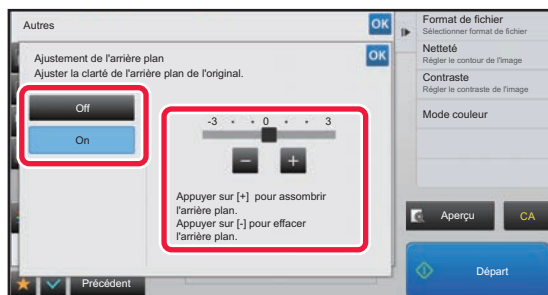 Autres
OK
Ajustement de l'arrière plan
Ajuster la clarté de l'arrière plan de l'original.
OK
Off
On
-3 • • 0 • • 3
− +
Appuyer sur [+] pour assombrir
l'arrière plan.
Appuyer sur [-] pour effacer
l'arrière plan.
Précédent
Format de fichier
Sélectionner format de fichier
Netteté
Régler le contour de l'image
Contraste
Régler le contraste de l'image
Mode couleur
Aperçu
CA
Départ